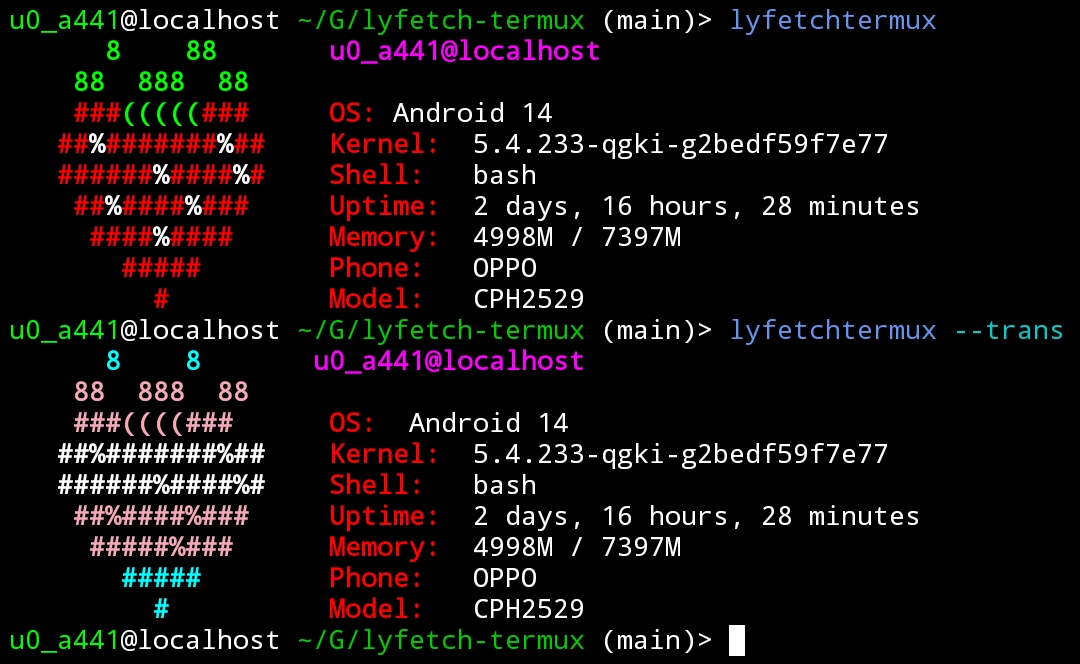 u0_a441@localhost ~/G/lyfetch-termux (main)> lyfetchtermux
      8    88       u0_a441@localhost
    88  888  88
    ###(((((###     OS: Android 14
   ##%#######%##    Kernel:  5.4.233-qgki-g2bedf59f7e77
   ######%####%#    Shell:   bash
    ##%####%###     Uptime:  2 days, 16 hours, 28 minutes
     ####%####      Memory:  4998M / 7397M
       #####        Phone:   OPPO
         #          Model:   CPH2529
u0_a441@localhost ~/G/lyfetch-termux (main)> lyfetchtermux --trans
      8    8       u0_a441@localhost
    88  888  88
    ###((((###      OS:  Android 14
   ##%#######%##    Kernel:  5.4.233-qgki-g2bedf59f7e77
   ######%####%#    Shell:   bash
    ##%####%###     Uptime:  2 days, 16 hours, 28 minutes
     #####%###      Memory:  4998M / 7397M
       #####        Phone:   OPPO
         #          Model:   CPH2529
u0_a441@localhost ~/G/lyfetch-termux (main)>